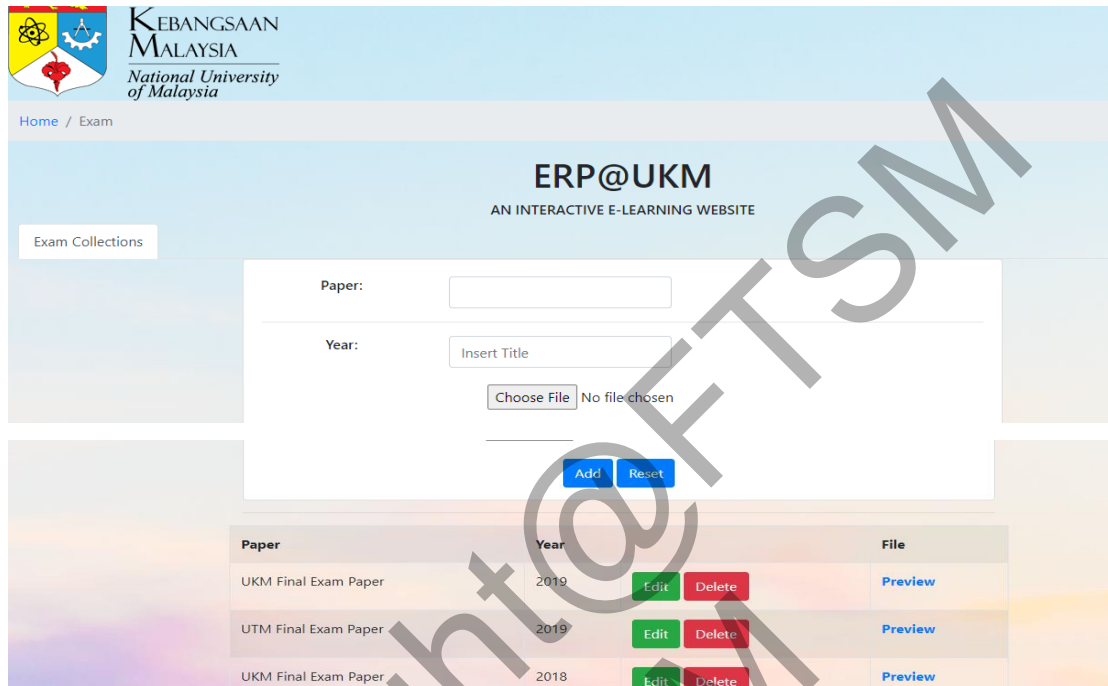 KEBANGSAAN
MALAYSIA
National University
of Malaysia
Home / Exam
ERP@UKM
AN INTERACTIVE E-LEARNING WEBSITE
Exam Collections
Paper:
Year:
Insert Title
Choose File No file chosen
Add Reset
Paper Year File
UKM Final Exam Paper 2019 Edit Delete Preview
UTM Final Exam Paper 2019 Edit Delete Preview
UKM Final Exam Paper 2018 Edit Delete Preview
ht@FTSM